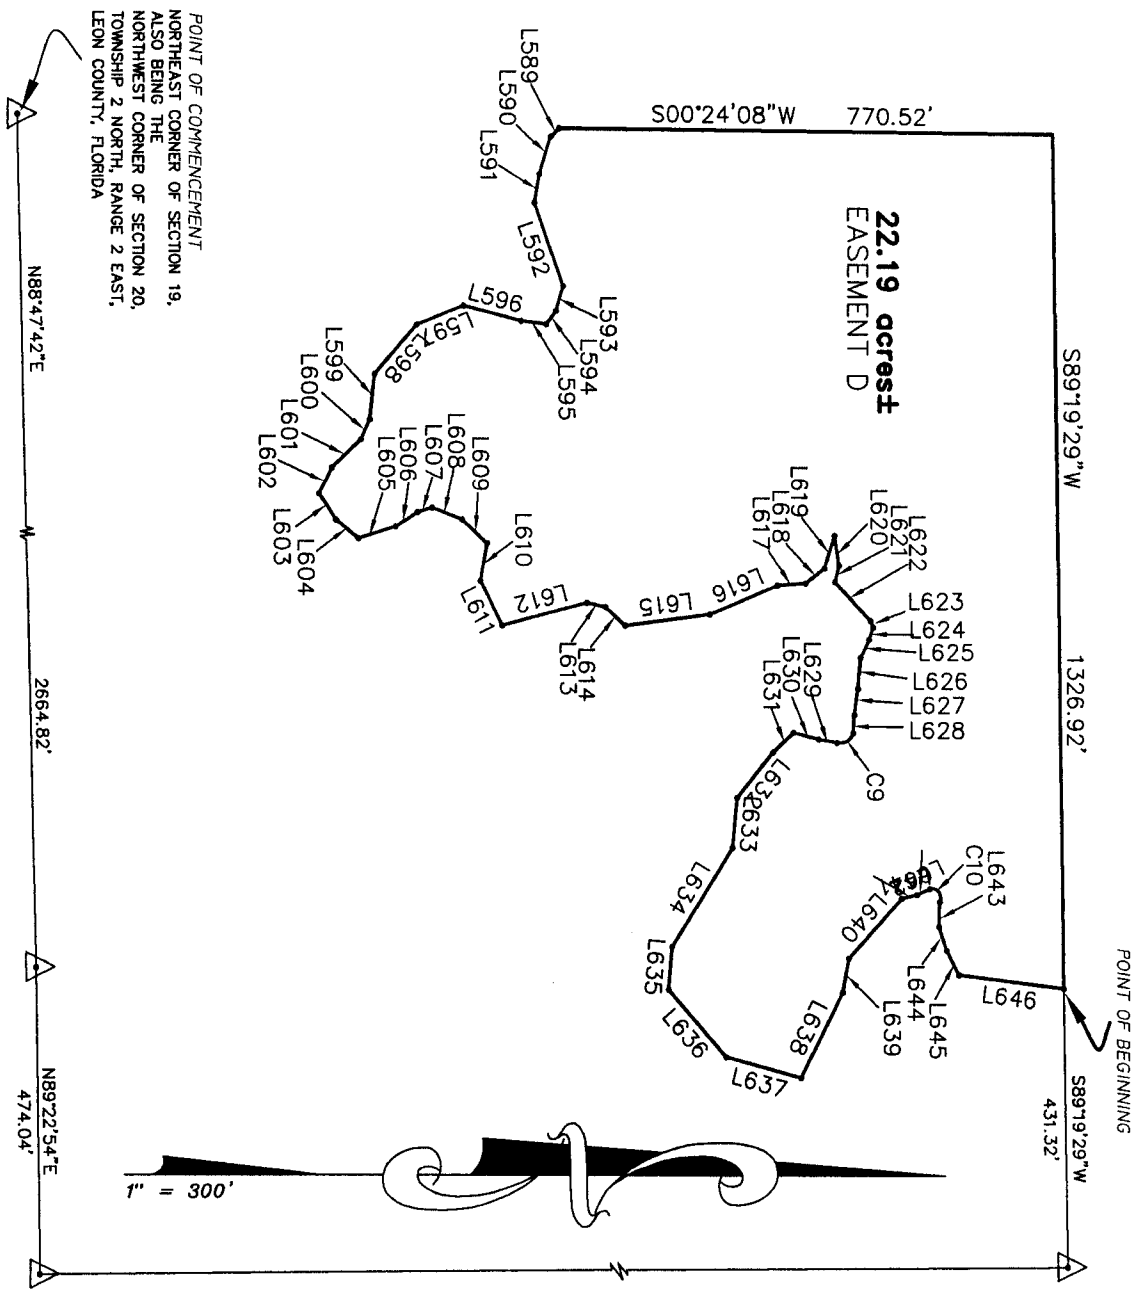 POINT OF COMMENCEMENT
NORTHEAST CORNER OF SECTION 19,
ALSO BEING THE
NORTHWEST CORNER OF SECTION 20,
TOWNSHIP 2 NORTH, RANGE 2 EAST,
LEON COUNTY, FLORIDA
N88°47'42"E
2664.82'
N89°22'54"E
474.04'
S00°24'08"W 770.52'
S89°19'29"W
1326.92'
POINT OF BEGINNING
S89°19'29"W
431.32'
22.19 acres±
EASEMENT D
L589
L590
L591
L592
L593
L594
L595
L596
L597
L598
L599
L600
L601
L602
L603
L604
L605
L606
L607
L608
L609
L610
L611
L612
L613
L614
L615
L616
L617
L618
L619
L620
L621
L622
L623
L624
L625
L626
L627
L628
C9
L629
L630
L631
L632
L633
L634
L635
L636
L637
L638
L639
L640
C10
L643
L644
L645
L646
1" = 300'